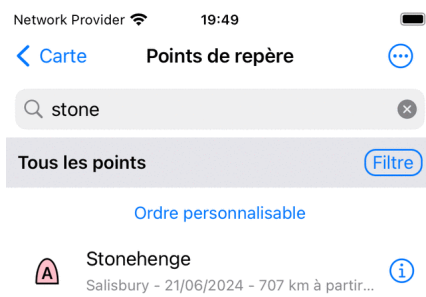 Network Provider 19:49
Carte Points de repère
stone
Tous les points Filtre
Ordre personnalisable
A Stonehenge
Salisbury - 21/06/2024 - 707 km à partir...